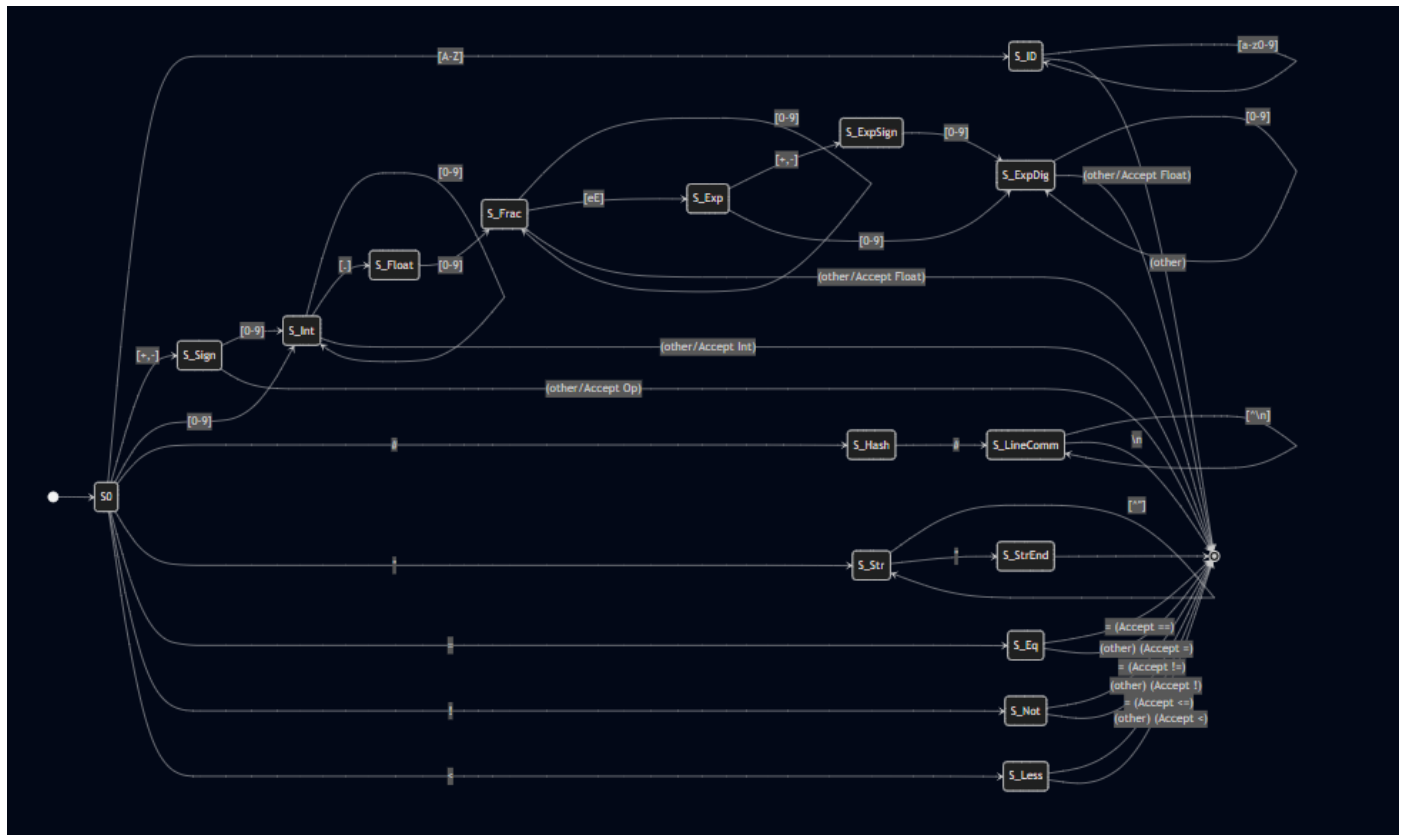 [A-Z]
S_ID
[a-z0-9]
[0-9]
S_ExpSign
[0-9]
[0-9]
[+,-]
[0-9]
S_ExpDig
(other/Accept Float)
[eE]
S_Exp
S_Frac
[0-9]
[.]
S_Float
[0-9]
(other)
(other/Accept Float)
[0-9]
S_Int
[+,-]
S_Sign
(other/Accept Int)
(other/Accept Op)
[0-9]
S_Hash
S_LineComm
[^\n]
\n
S0
[^"]
S_Str
"
S_StrEnd
=
S_Eq
= (Accept ==)
(other) (Accept =)
= (Accept !=)
(other) (Accept !)
!
S_Not
= (Accept <=)
(other) (Accept <)
<
S_Less